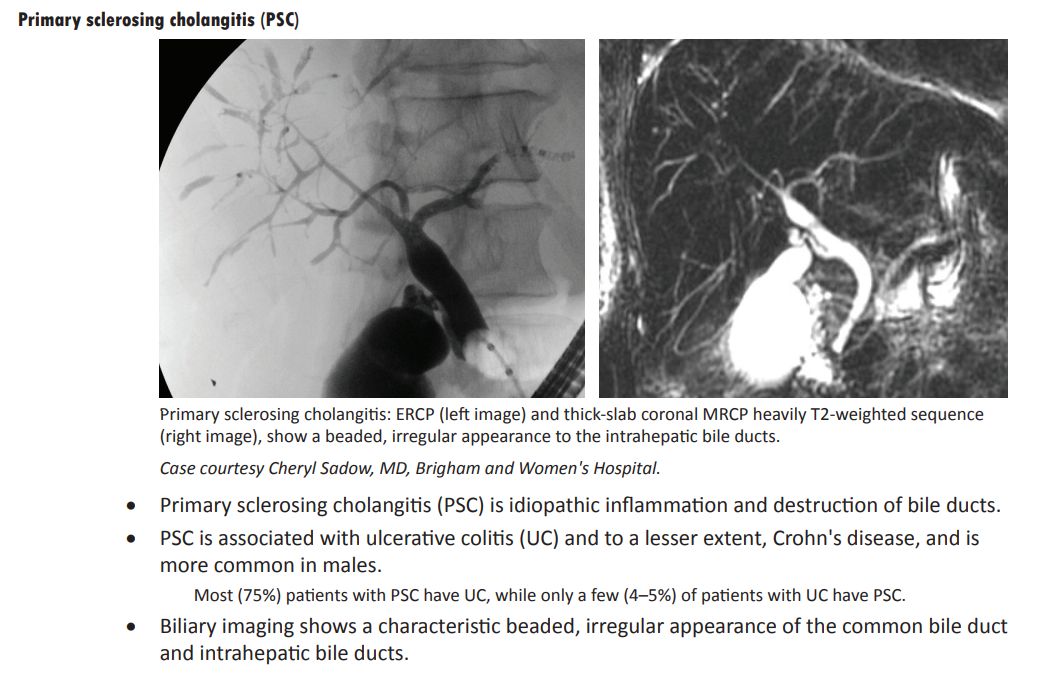 Primary sclerosing cholangitis (PSC)
Primary sclerosing cholangitis: ERCP (left image) and thick-slab coronal MRCP heavily T2-weighted sequence
(right image), show a beaded, irregular appearance to the intrahepatic bile ducts.
Case courtesy Cheryl Sadow, MD, Brigham and Women's Hospital.
• Primary sclerosing cholangitis (PSC) is idiopathic inflammation and destruction of bile ducts.
• PSC is associated with ulcerative colitis (UC) and to a lesser extent, Crohn's disease, and is
more common in males.
Most (75%) patients with PSC have UC, while only a few (4–5%) of patients with UC have PSC.
• Biliary imaging shows a characteristic beaded, irregular appearance of the common bile duct
and intrahepatic bile ducts.